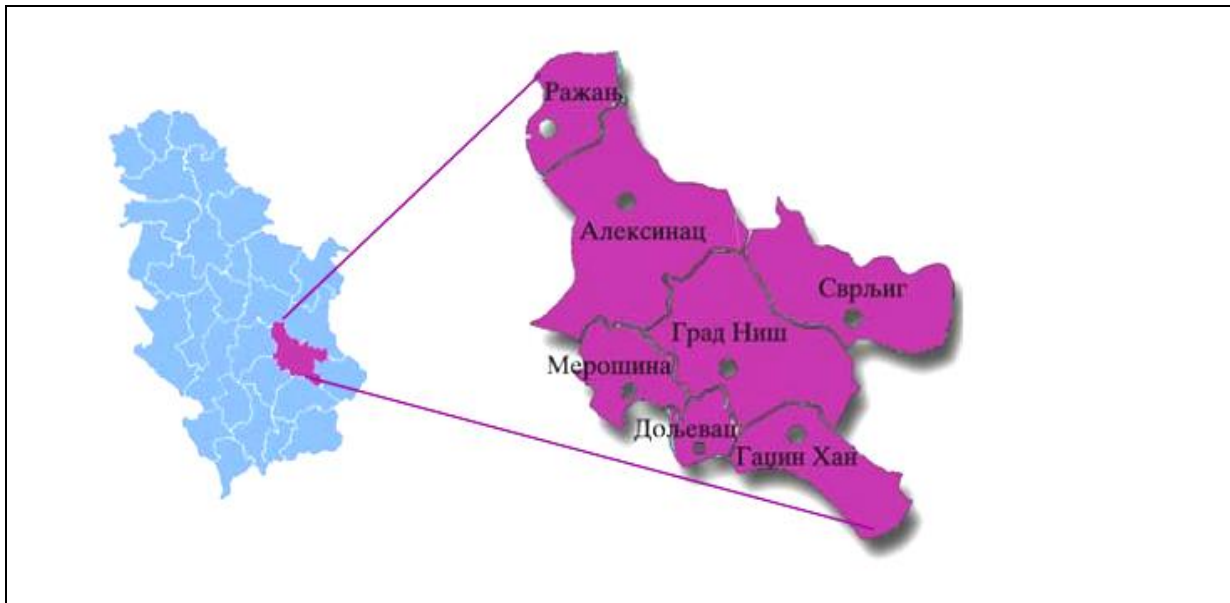 Ражањ
Алексинац
Сврљиг
Град Ниш
Мерошина
Дољевац
Гаџин Хан